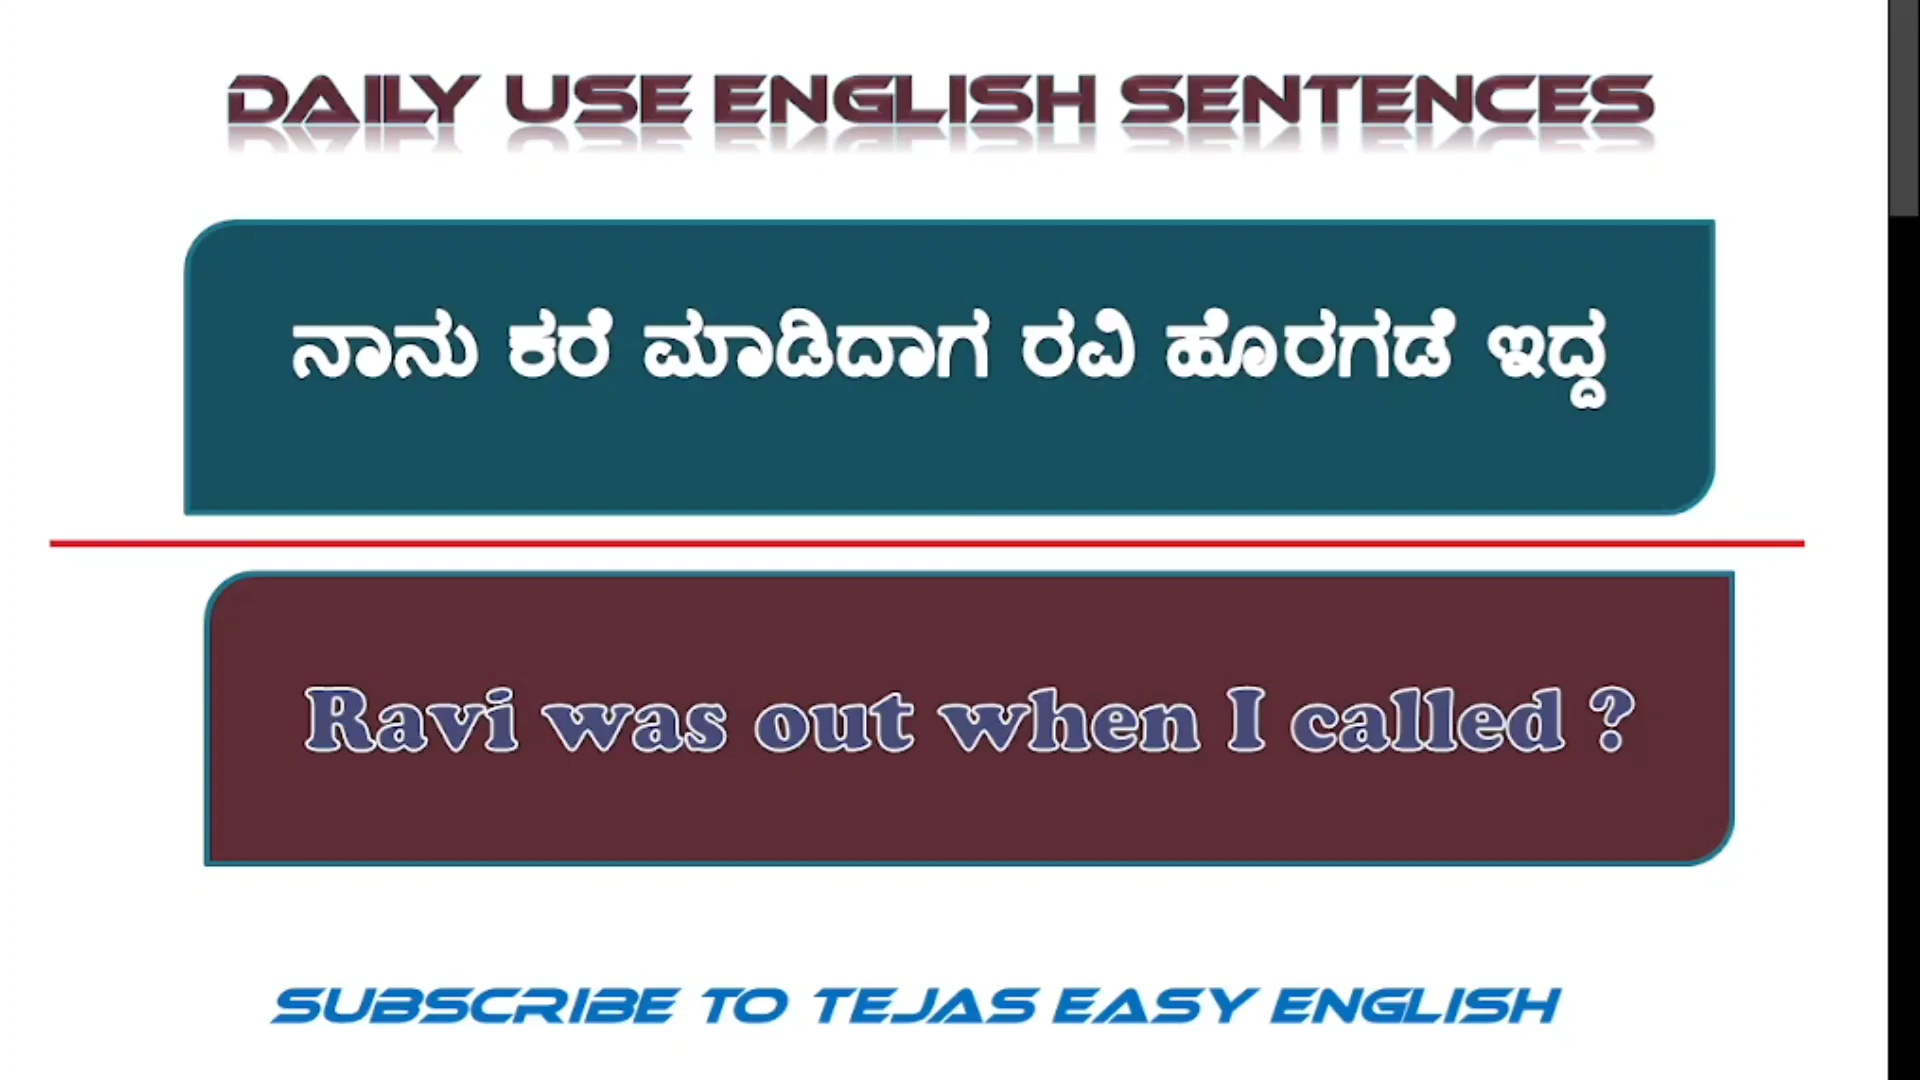 DAILY USE ENGLISH SENTENCES
ನಾನು ಕರೆ ಮಾಡಿದಾಗ ರವಿ ಹೊರಗಡೆ ಇದ್ದ
Ravi was out when I called ?
SUBSCRIBE TO TEJAS EASY ENGLISH